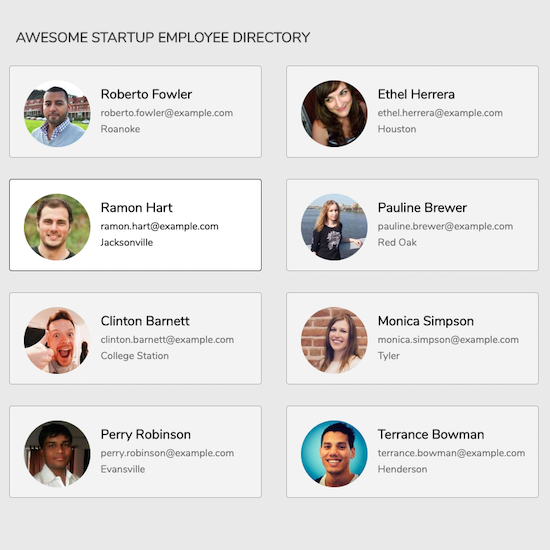 AWESOME STARTUP EMPLOYEE DIRECTORY
Roberto Fowler
roberto.fowler@example.com
Roanoke
Ethel Herrera
ethel.herrera@example.com
Houston
Ramon Hart
ramon.hart@example.com
Jacksonville
Pauline Brewer
pauline.brewer@example.com
Red Oak
Clinton Barnett
clinton.barnett@example.com
College Station
Monica Simpson
monica.simpson@example.com
Tyler
Perry Robinson
perry.robinson@example.com
Evansville
Terrance Bowman
terrance.bowman@example.com
Henderson